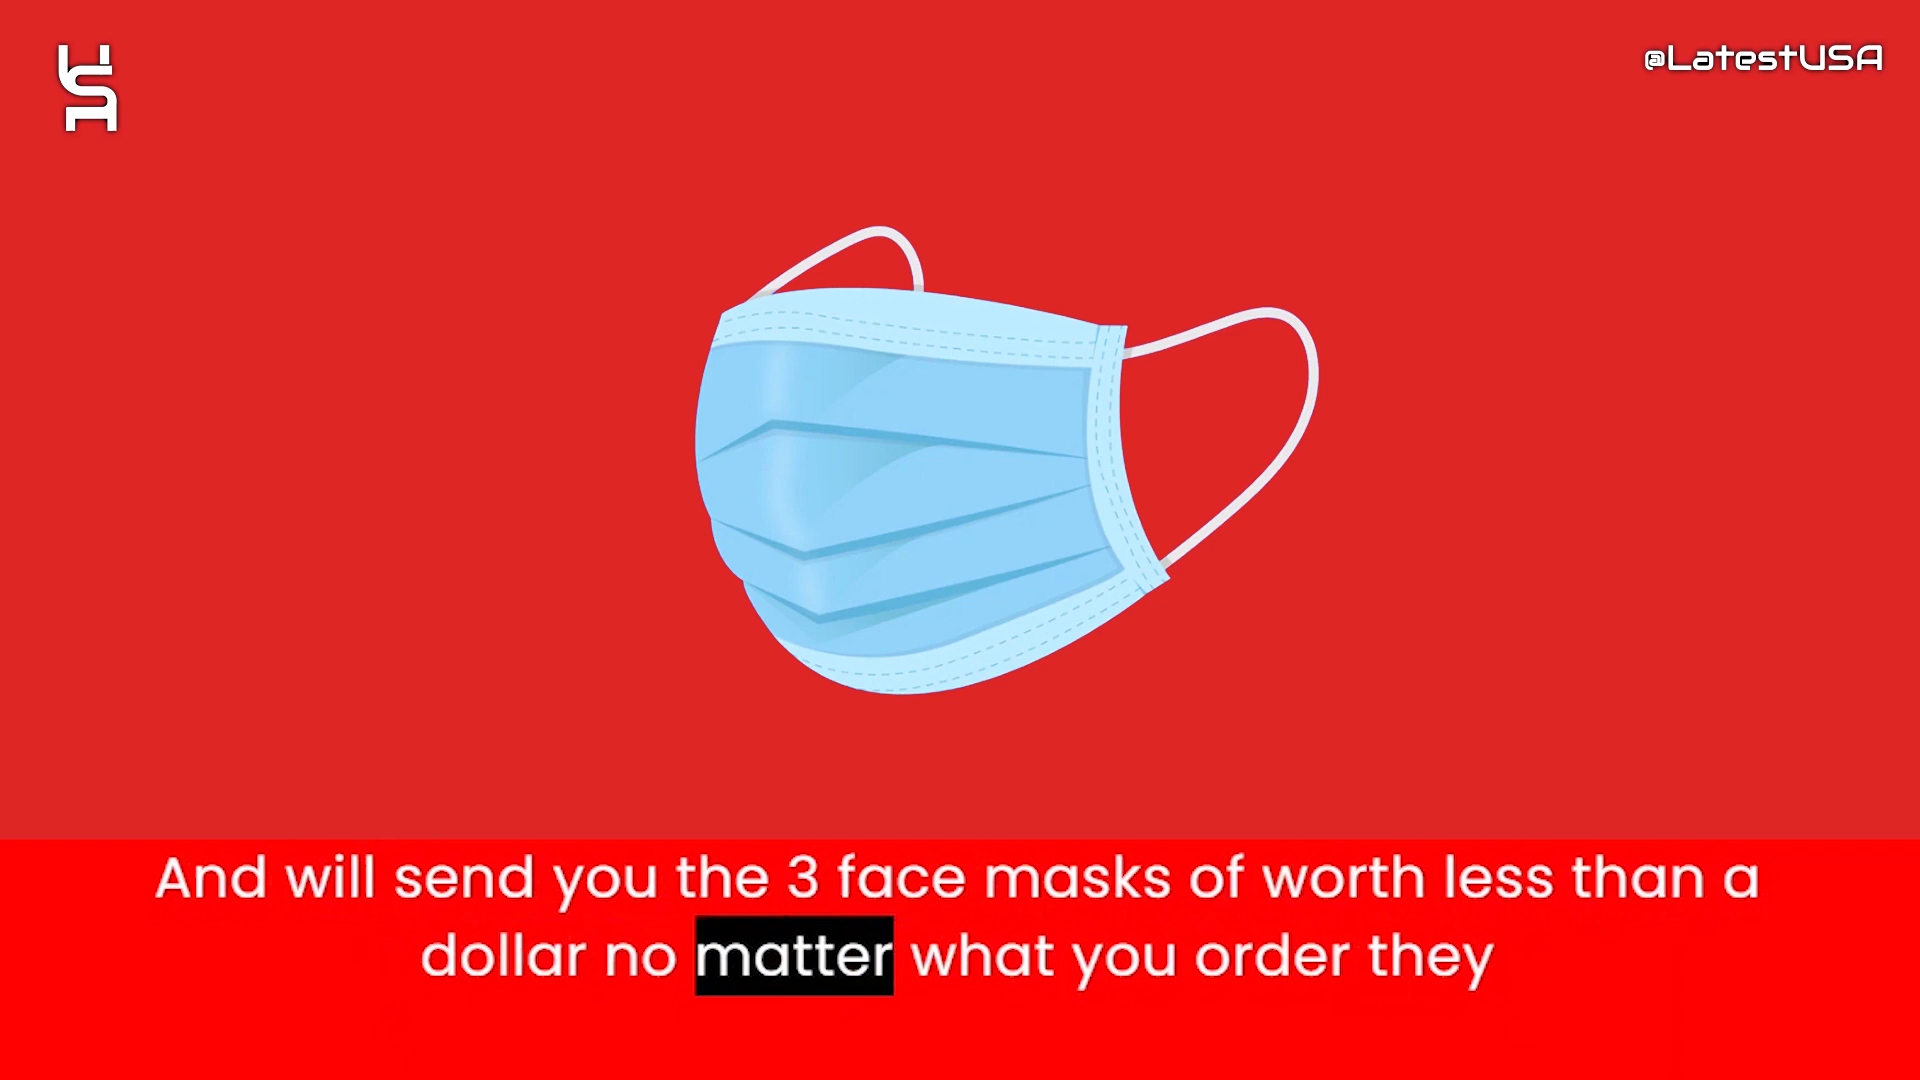 USA
@LatestUSA
And will send you the 3 face masks of worth less than a
dollar no matter what you order they